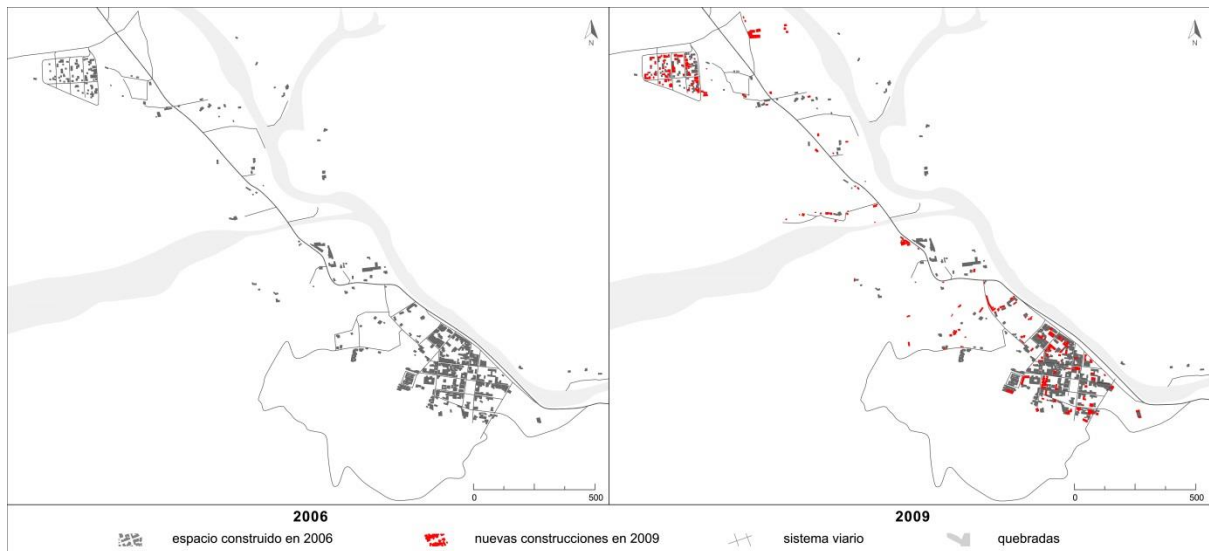 N
N
0 500
0 500
2006 2009
espacio construido en 2006 nuevas construcciones en 2009 sistema viario quebradas